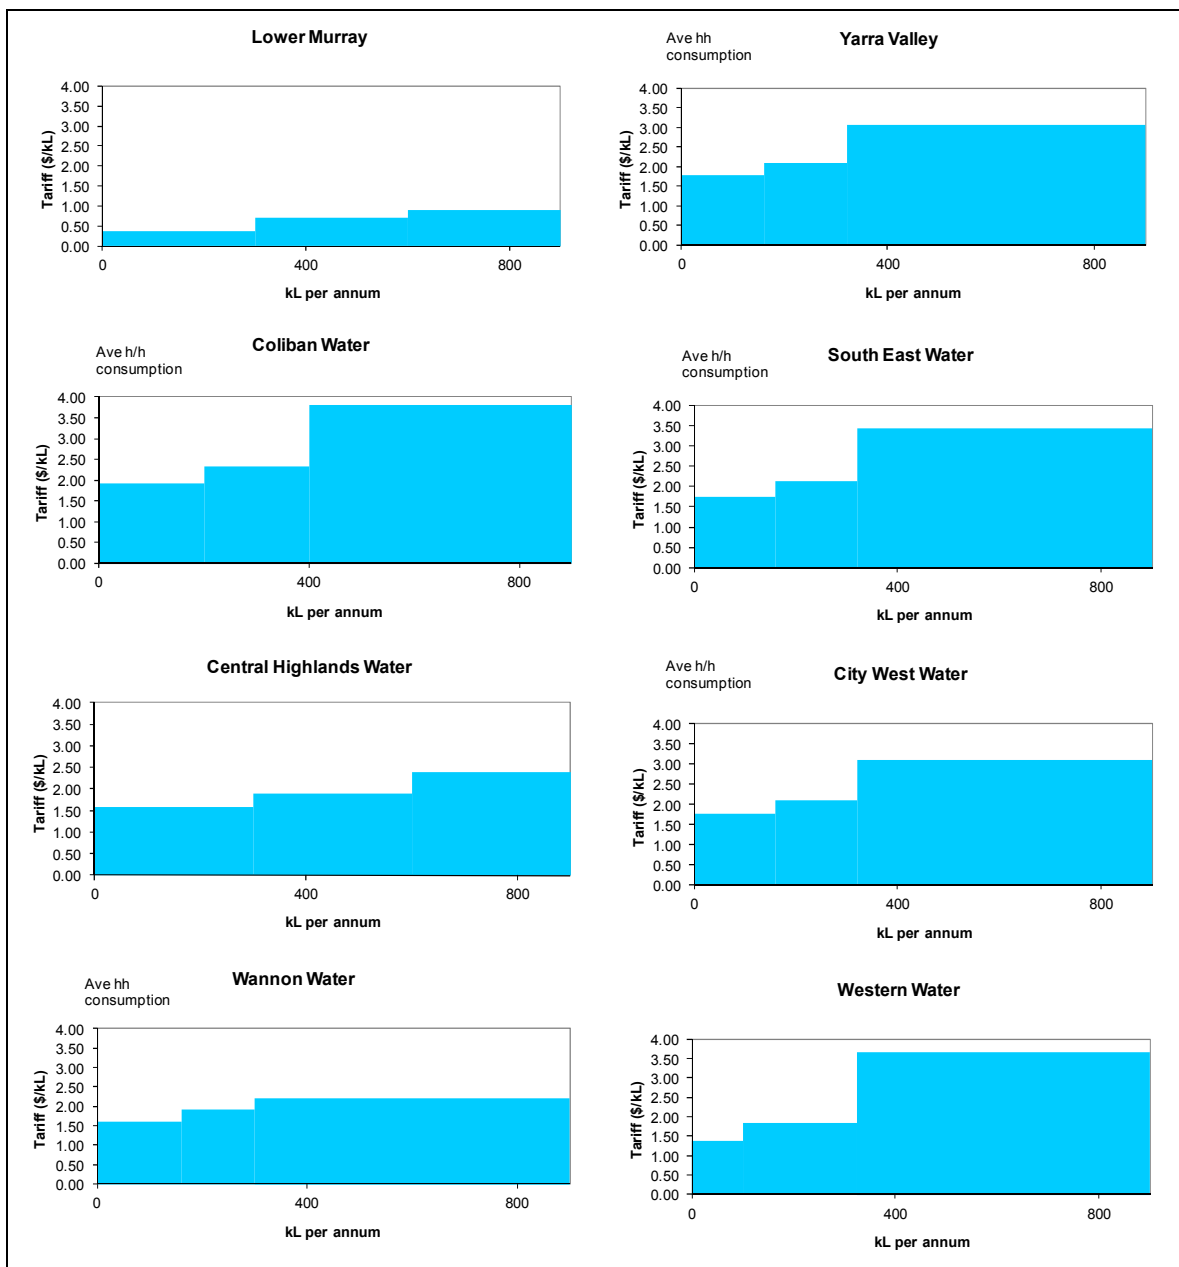 Lower Murray
4.00
3.50
3.00
2.50
2.00
1.50
1.00
0.50
0.00
Tariff ($/kL)
0 400 800
kL per annum
Ave hh
consumption
Yarra Valley
4.00
3.50
3.00
2.50
2.00
1.50
1.00
0.50
0.00
Tariff ($/kL)
0 400 800
kL per annum
Ave h/h
consumption
Coliban Water
4.00
3.50
3.00
2.50
2.00
1.50
1.00
0.50
0.00
Tariff ($/kL)
0 400 800
kL per annum
Ave h/h
consumption
South East Water
4.00
3.50
3.00
2.50
2.00
1.50
1.00
0.50
0.00
Tariff ($/kL)
0 400 800
kL per annum
Central Highlands Water
4.00
3.50
3.00
2.50
2.00
1.50
1.00
0.50
0.00
Tariff ($/kL)
0 400 800
kL per annum
Ave h/h
consumption
City West Water
4.00
3.50
3.00
2.50
2.00
1.50
1.00
0.50
0.00
Tariff ($/kL)
0 400 800
kL per annum
Ave hh
consumption
Wannon Water
4.00
3.50
3.00
2.50
2.00
1.50
1.00
0.50
0.00
Tariff ($/kL)
0 400 800
kL per annum
Western Water
4.00
3.50
3.00
2.50
2.00
1.50
1.00
0.50
0.00
Tariff ($/kL)
0 400 800
kL per annum